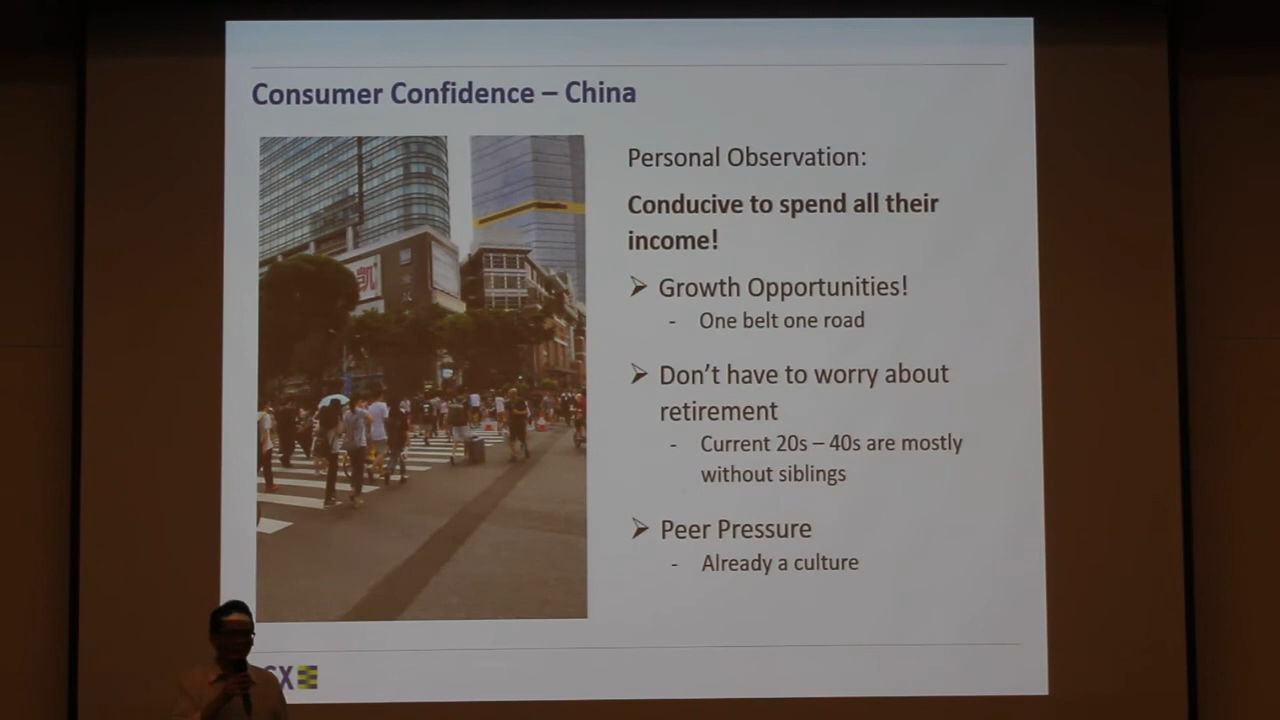 Consumer Confidence – China
Personal Observation:
Conducive to spend all their
income!
➢ Growth Opportunities!
- One belt one road
➢ Don't have to worry about
retirement
- Current 20s – 40s are mostly
without siblings
➢ Peer Pressure
- Already a culture
凯